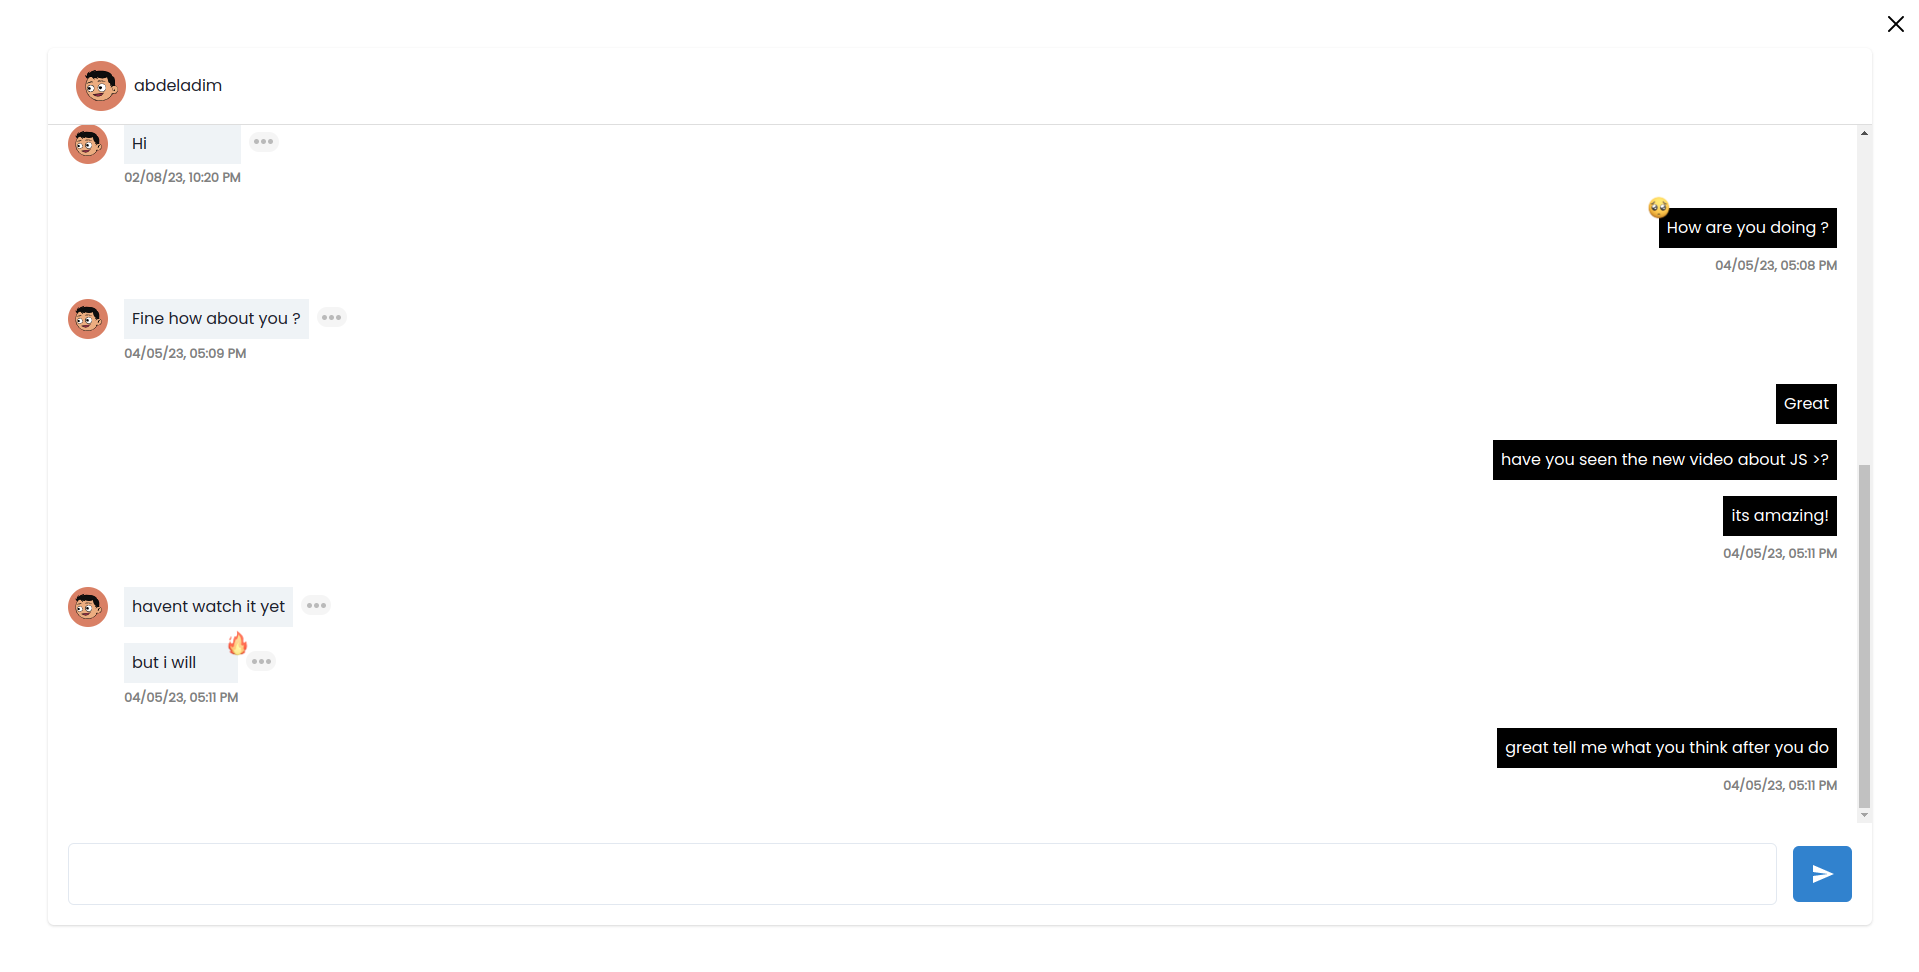 abdeladim
Hi
02/08/23, 10:20 PM
How are you doing ?
04/05/23, 05:08 PM
Fine how about you ?
04/05/23, 05:09 PM
Great
have you seen the new video about JS >?
its amazing!
04/05/23, 05:11 PM
havent watch it yet
but i will
04/05/23, 05:11 PM
great tell me what you think after you do
04/05/23, 05:11 PM